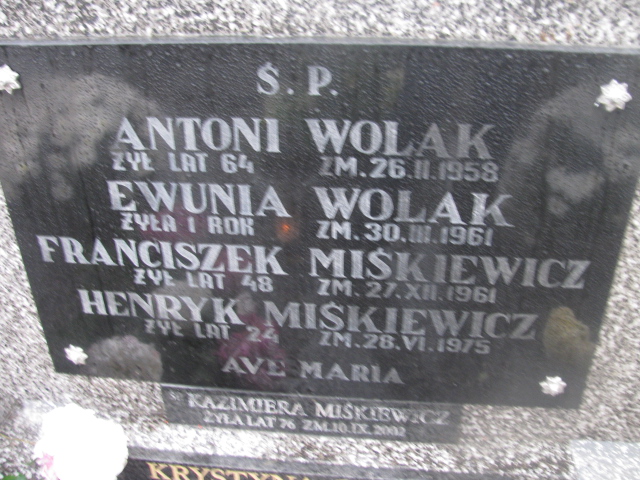 Ś. P.
ANTONI WOLAK
ŻYŁ LAT 64 ZM. 26.II.1958
EWUNIA WOLAK
ŻYŁA 1 ROK ZM. 30.III.1961
FRANCISZEK MIŚKIEWICZ
ŻYŁ LAT 48 ZM. 27.XII.1961
HENRYK MIŚKIEWICZ
ŻYŁ LAT 24 ZM. 28.VI.1975
AVE MARIA
KAZIMIERA MIŚKIEWICZ
ŻYŁA LAT 76 ZM.10.IX.2002
KRYSTYNA